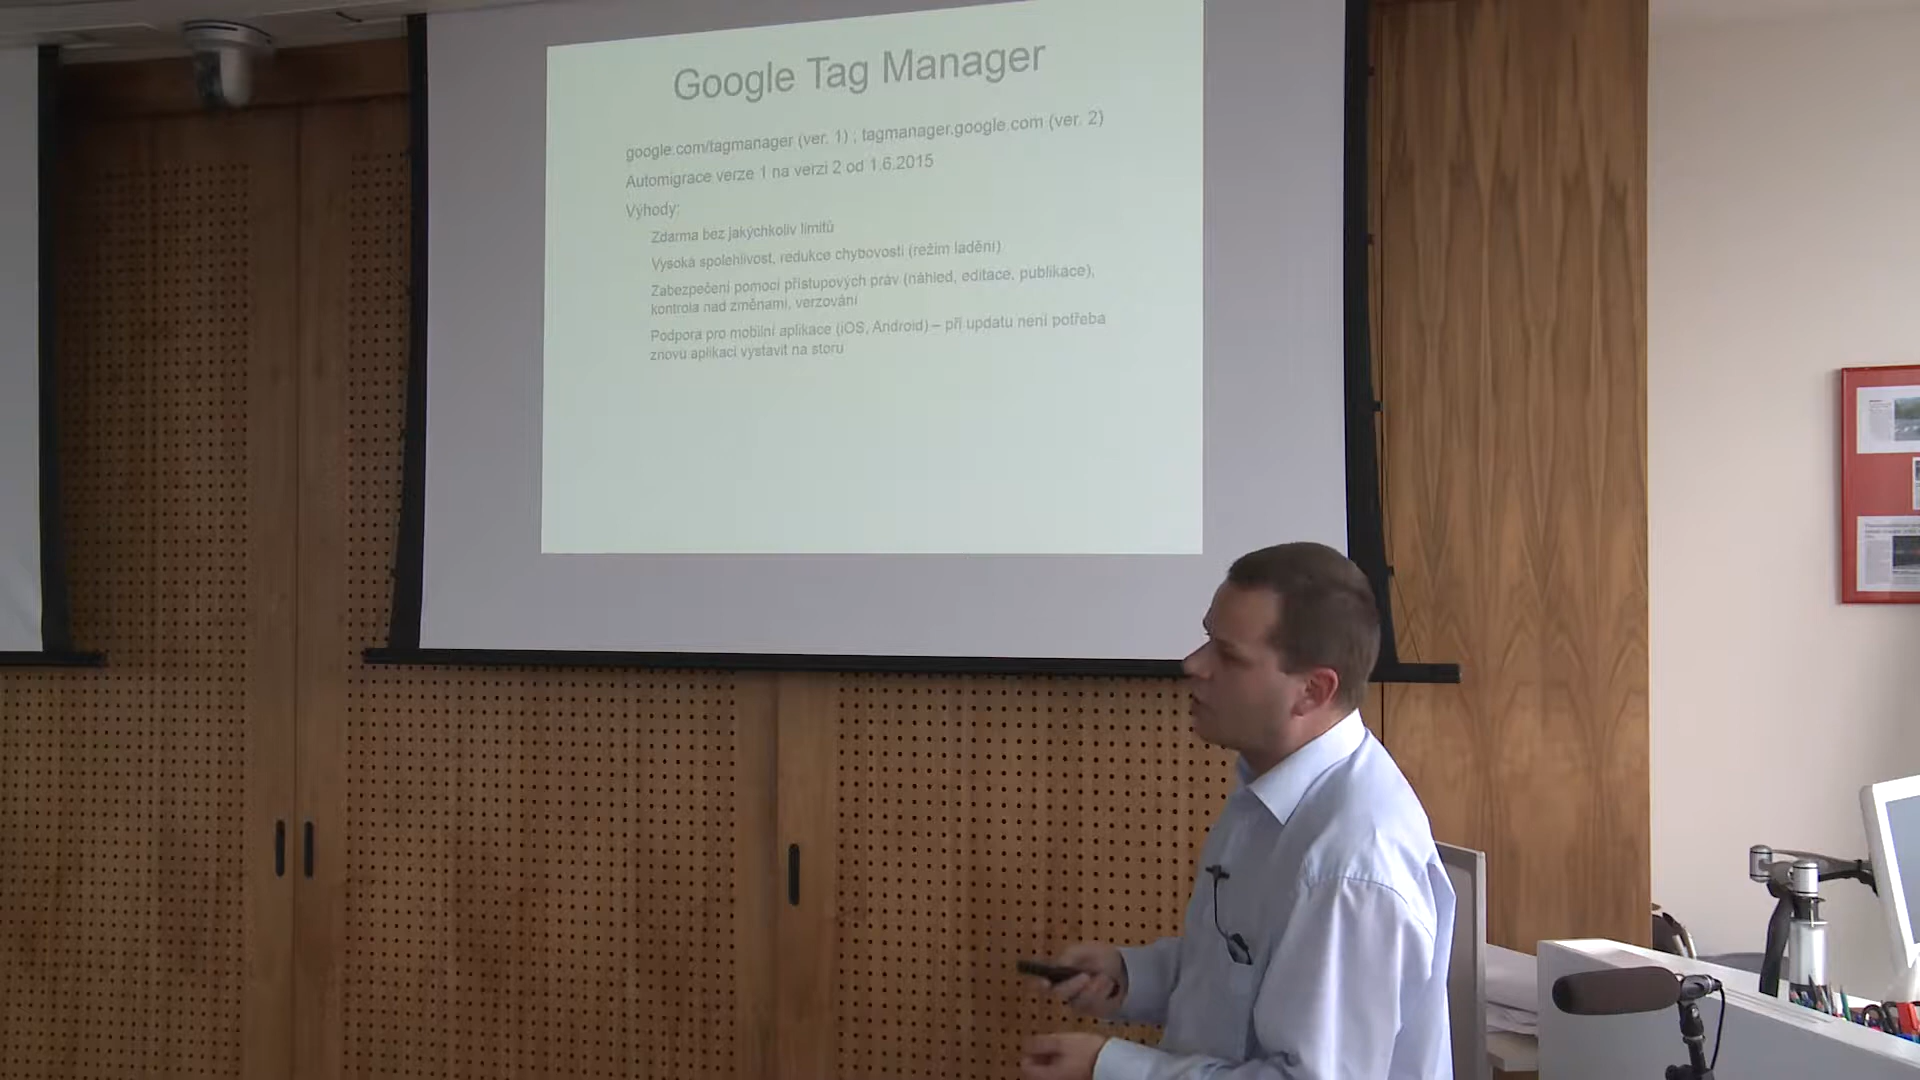 Google Tag Manager
google.com/tagmanager (ver. 1) ; tagmanager.google.com (ver. 2)
Automigrace verze 1 na verzi 2 od 1.6.2015
Výhody:
Zdarma bez jakýchkoliv limitů
Vysoká spolehlivost, redukce chybovosti (režim ladění)
Zabezpečení pomocí přístupových práv (náhled, editace, publikace),
kontrola nad změnami, verzování
Podpora pro mobilní aplikace (iOS, Android) – při updatu není potřeba
znovu aplikaci vystavit na storu